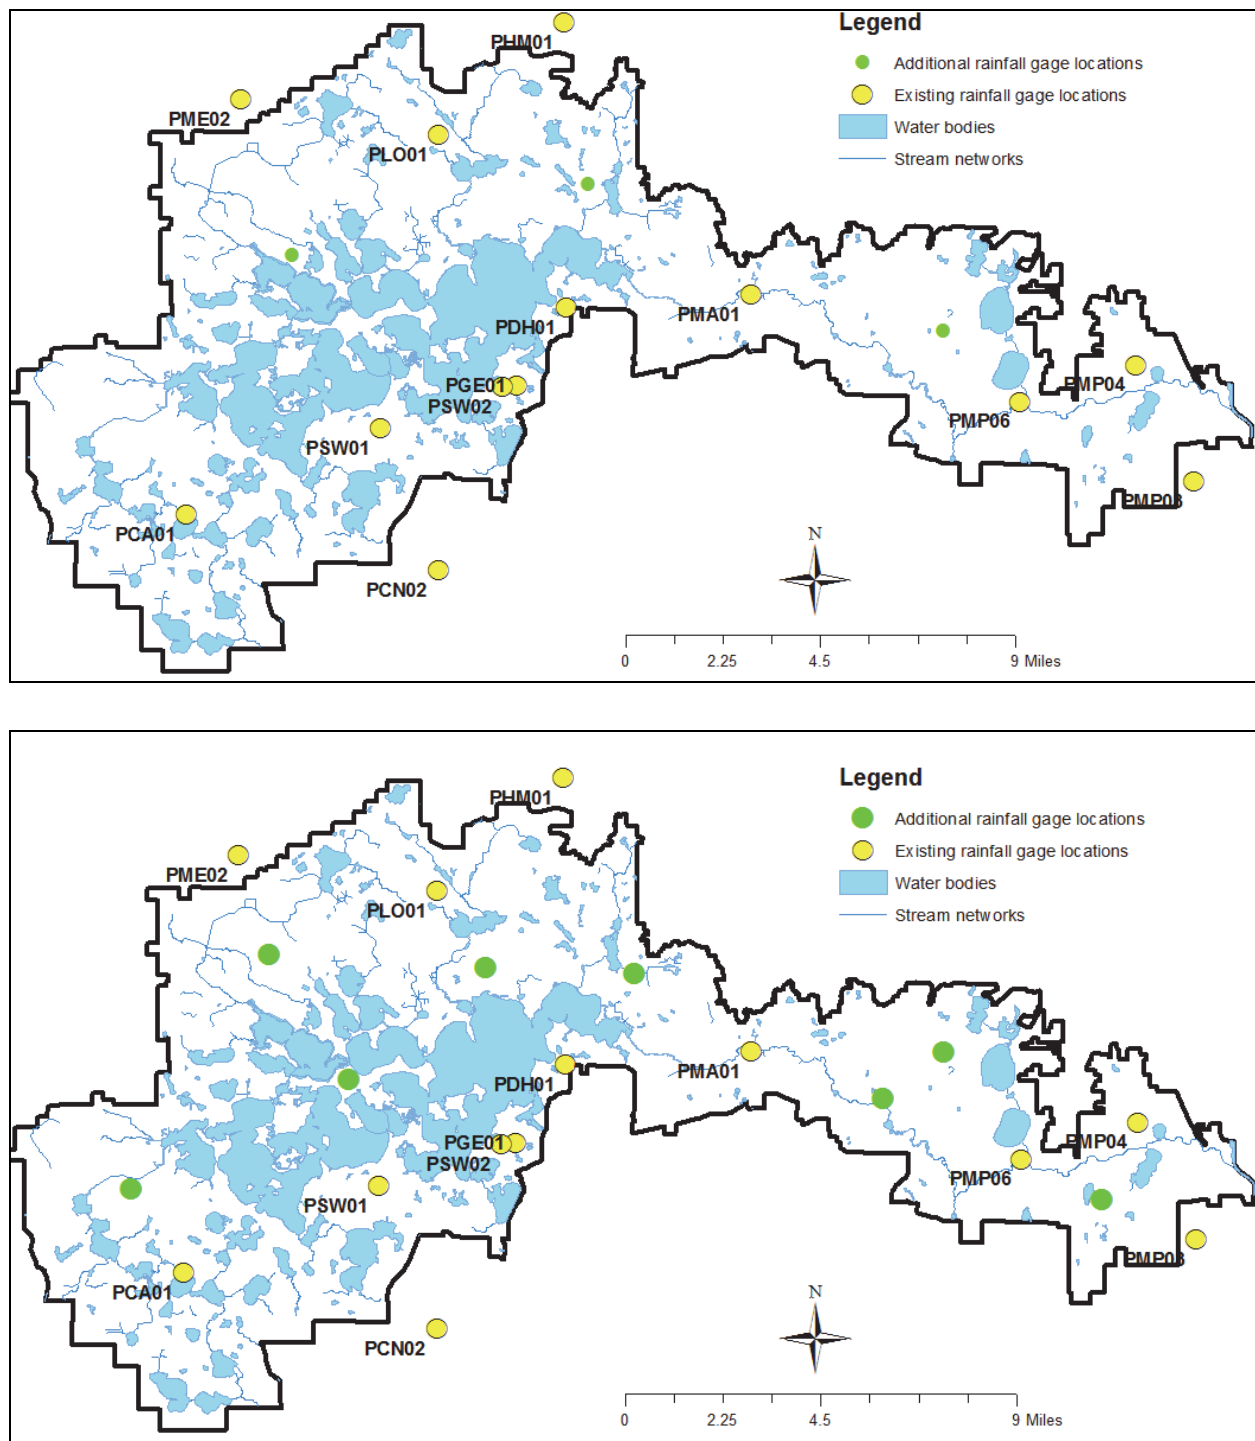 Legend
PHM01
Additional rainfall gage locations
Existing rainfall gage locations
PME02
Water bodies
PLO01
Stream networks
PDH01
PMA01
PGE01
PMP04
PSW02
PMP06
PSW01
PMP03
PCA01
N
PCN02
0 2.25 4.5 9 Miles
Legend
PHM01
Additional rainfall gage locations
Existing rainfall gage locations
PME02
Water bodies
PLO01
Stream networks
PDH01
PMA01
PGE01
PMP04
PSW02
PMP06
PSW01
PMP03
PCA01
N
PCN02
0 2.25 4.5 9 Miles